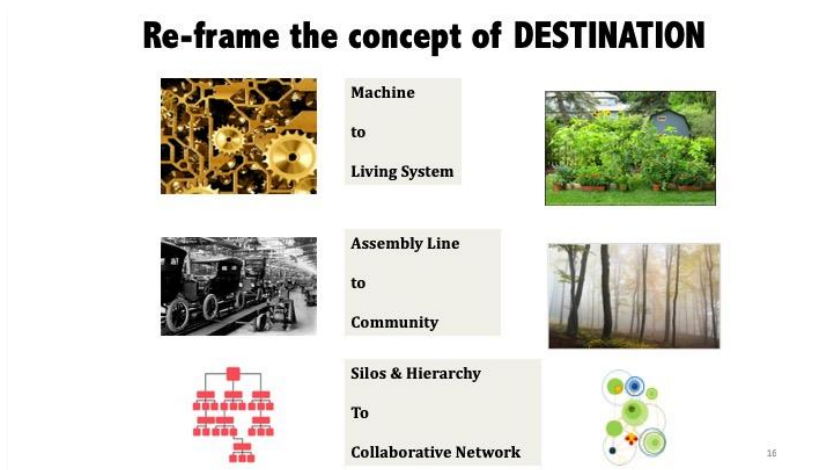 Re-frame the concept of DESTINATION
Machine
to
Living System
Assembly Line
to
Community
Silos & Hierarchy
To
Collaborative Network
16